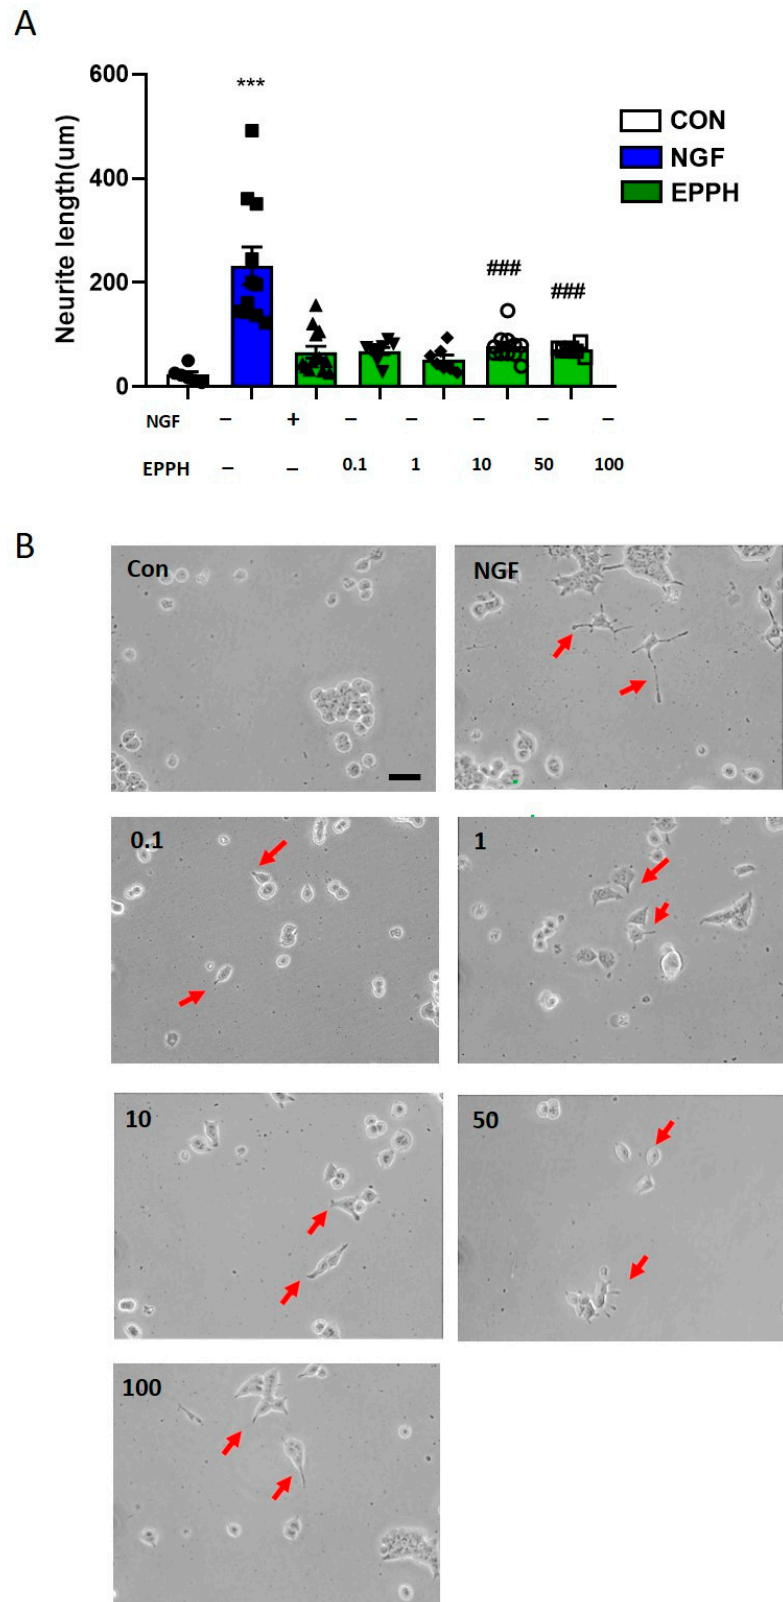 A
600
***
400
200
0
Neurite length(um)
### ###
CON
NGF
EPPH
NGF – + – – – – –
EPPH – – 0.1 1 10 50 100
B
Con NGF
0.1 1
10 50
100